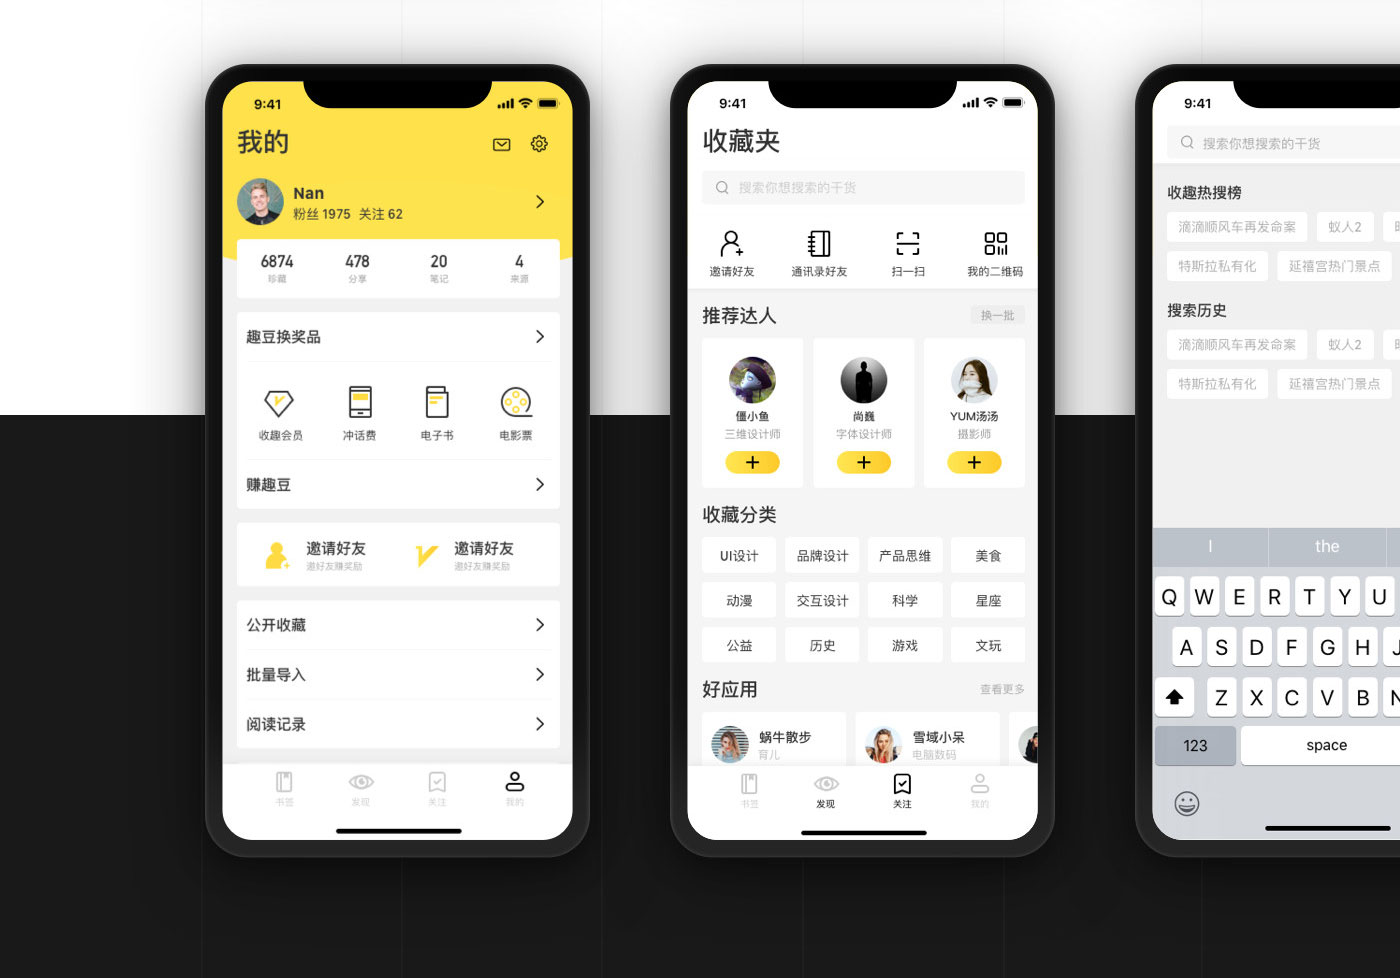 9:41
我的
Nan
粉丝 1975 关注 62
6874 478 20 4
珍藏 分享 笔记 来源
趣豆换奖品
收趣会员 冲话费 电子书 电影票
赚趣豆
邀请好友 邀请好友
邀好友赚奖励 邀好友赚奖励
公开收藏
批量导入
阅读记录
书签 发现 关注 我的
9:41
收藏夹
搜索你想搜索的干货
邀请好友 通讯录好友 扫一扫 我的二维码
推荐达人 换一批
僵小鱼 尚巍 YUM汤汤
三维设计师 字体设计师 摄影师
收藏分类
UI设计 品牌设计 产品思维 美食
动漫 交互设计 科学 星座
公益 历史 游戏 文玩
好应用 查看更多
蜗牛散步 雪域小呆
育儿 电脑数码
书签 发现 关注 我的
9:41
搜索你想搜索的干货
收趣热搜榜
滴滴顺风车再发命案 蚁人2
特斯拉私有化 延禧宫热门景点
搜索历史
滴滴顺风车再发命案 蚁人2
特斯拉私有化 延禧宫热门景点
I the
Q W E R T Y U
A S D F G H J
Z X C V B N
123 space